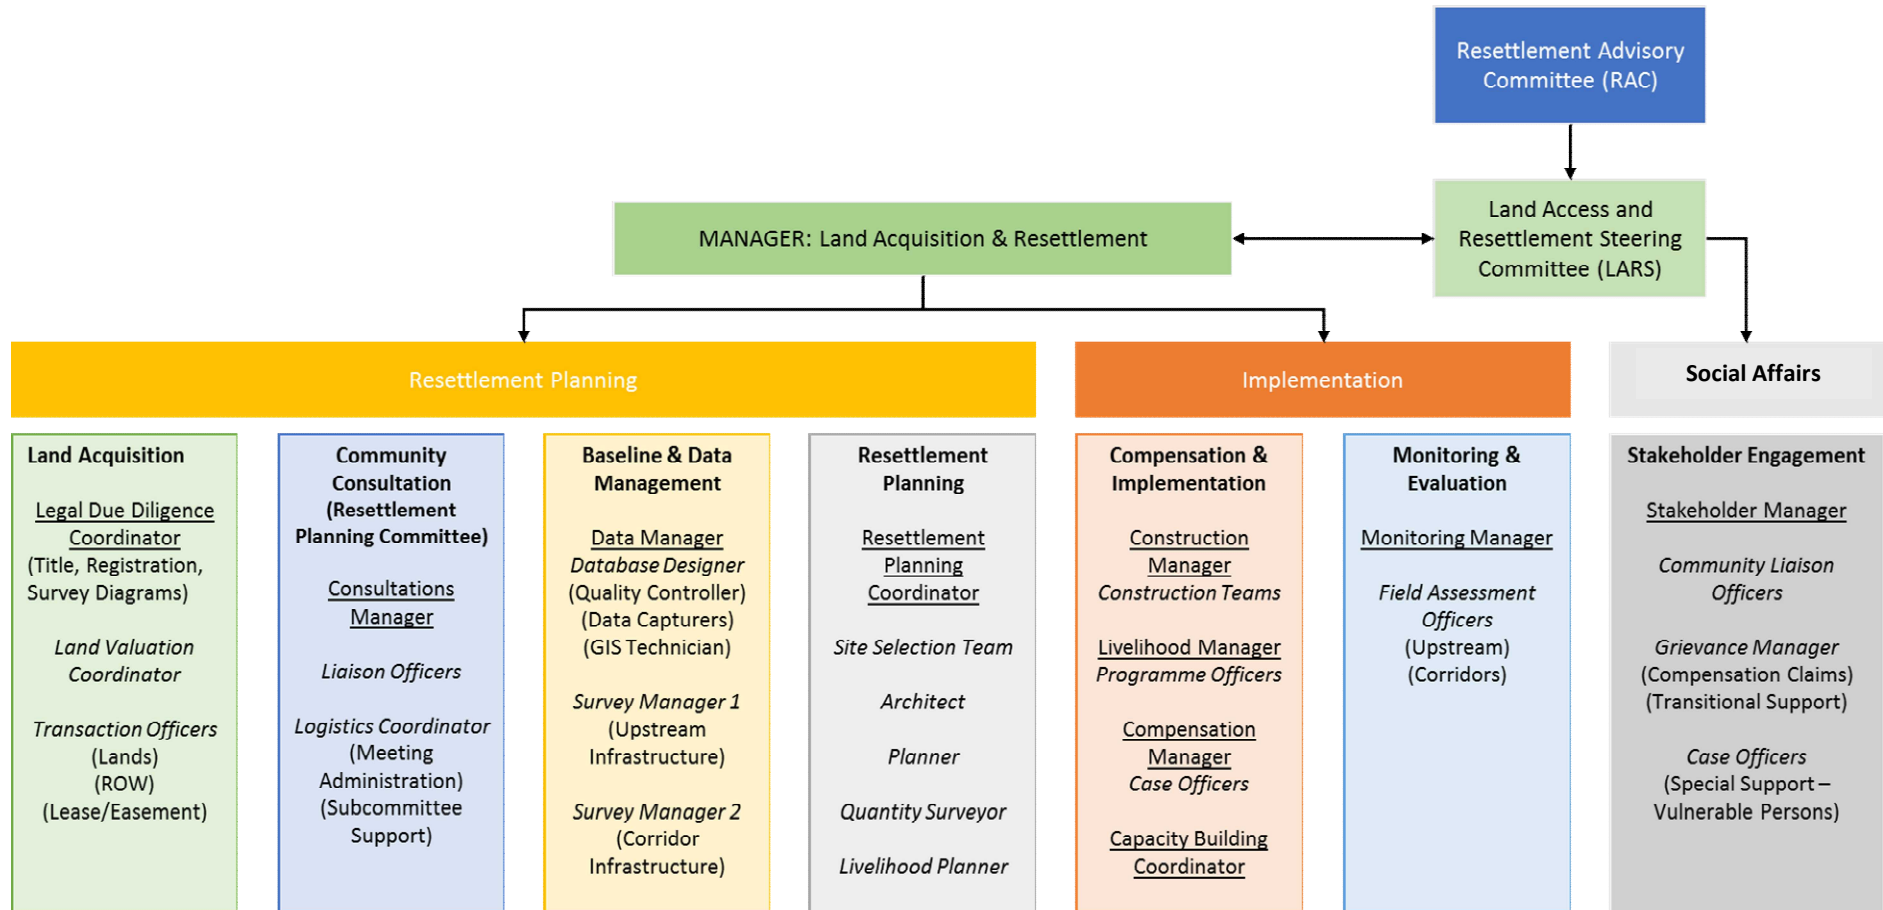 Resettlement Advisory
Committee (RAC)
Land Access and
Resettlement Steering
Committee (LARS)
MANAGER: Land Acquisition & Resettlement
Resettlement Planning
Implementation
Social Affairs
Land Acquisition
Legal Due Diligence
Coordinator
(Title, Registration,
Survey Diagrams)
Land Valuation
Coordinator
Transaction Officers
(Lands)
(ROW)
(Lease/Easement)
Community
Consultation
(Resettlement
Planning Committee)
Consultations
Manager
Liaison Officers
Logistics Coordinator
(Meeting
Administration)
(Subcommittee
Support)
Baseline & Data
Management
Data Manager
Database Designer
(Quality Controller)
(Data Capturers)
(GIS Technician)
Survey Manager 1
(Upstream
Infrastructure)
Survey Manager 2
(Corridor
Infrastructure)
Resettlement
Planning
Resettlement
Planning
Coordinator
Site Selection Team
Architect
Planner
Quantity Surveyor
Livelihood Planner
Compensation &
Implementation
Construction
Manager
Construction Teams
Livelihood Manager
Programme Officers
Compensation
Manager
Case Officers
Capacity Building
Coordinator
Monitoring &
Evaluation
Monitoring Manager
Field Assessment
Officers
(Upstream)
(Corridors)
Stakeholder Engagement
Stakeholder Manager
Community Liaison
Officers
Grievance Manager
(Compensation Claims)
(Transitional Support)
Case Officers
(Special Support –
Vulnerable Persons)